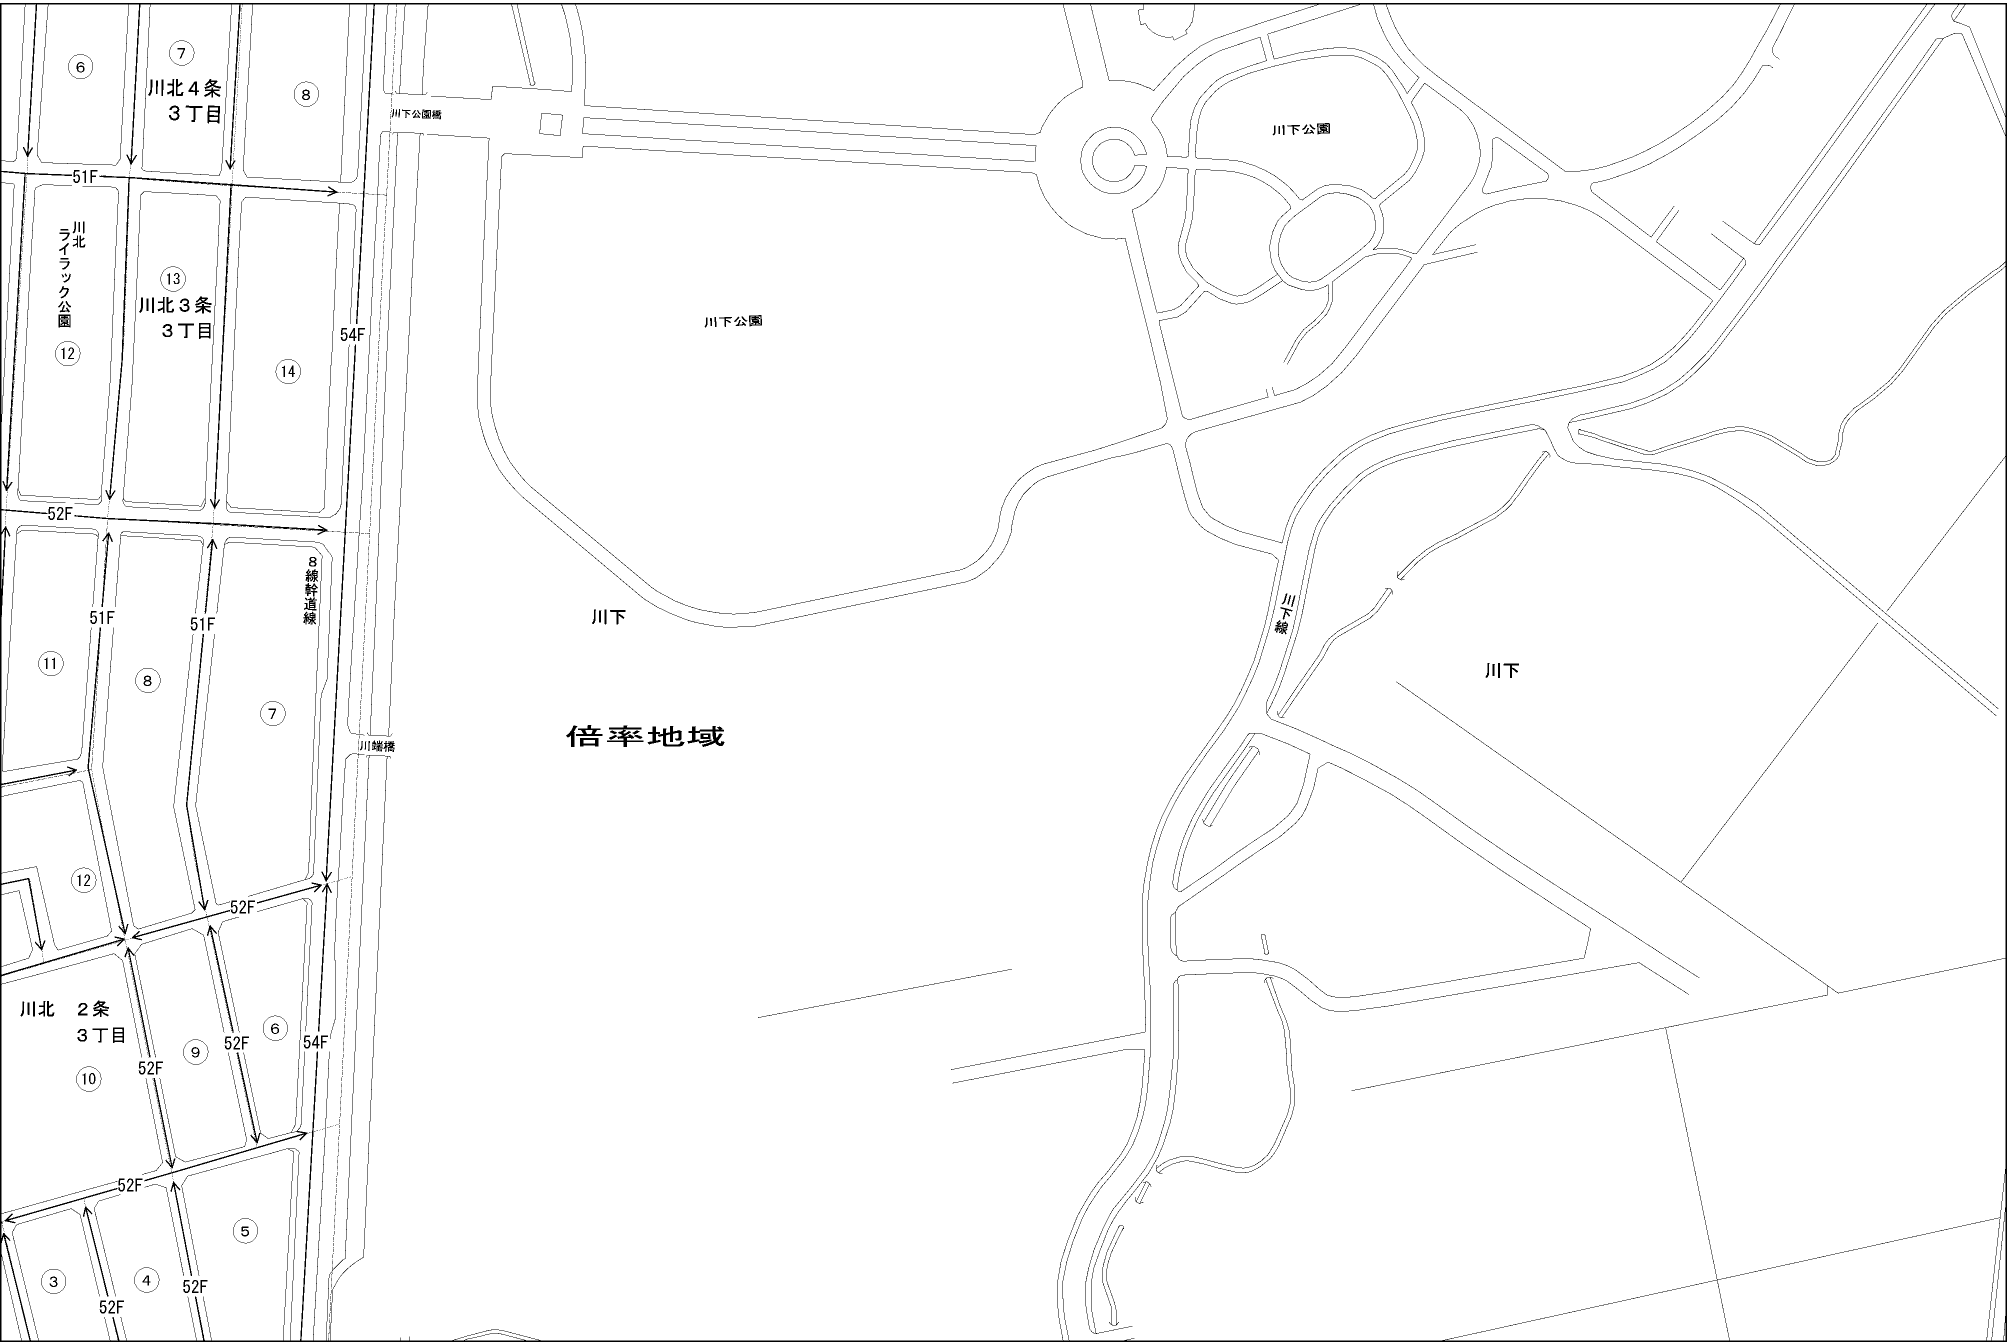 6
7
川北4条
3丁目
8
川下公園橋
川下公園
51F
川北
ライラック公園
12
13
川北3条
3丁目
14
54F
川下公園
52F
8線幹道線
51F
51F
川下
川下線
11
8
7
川下
川端橋
倍率地域
12
52F
川北 2条
3丁目
10
9
6
52F
52F
54F
52F
5
3
4
52F
52F